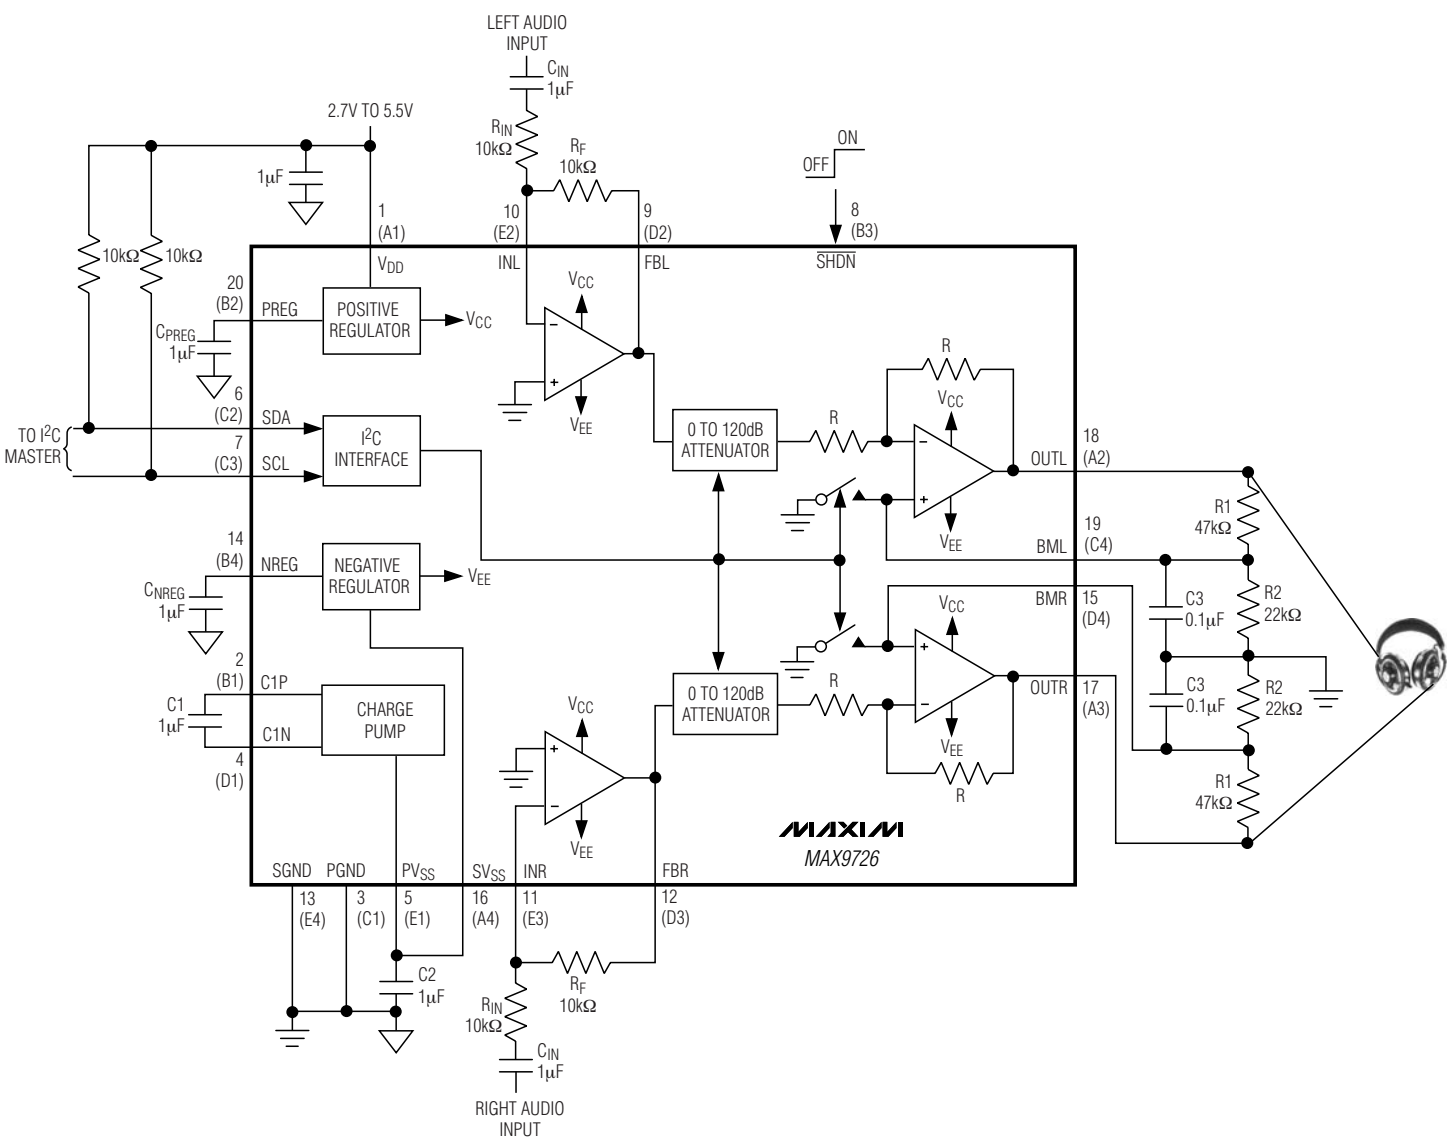 LEFT AUDIO
INPUT
CIN
1µF
2.7V TO 5.5V
RIN
10kΩ
RF
10kΩ
ON
OFF
1µF
1
(A1)
10
(E2)
9
(D2)
8
(B3)
10kΩ
10kΩ
VDD
INL
FBL
SHDN
20
(B2)
PREG
POSITIVE
REGULATOR
VCC
VCC
CPREG
1µF
R
6
(C2)
SDA
VEE
VCC
TO I2C
MASTER
7
(C3)
SCL
I2C
INTERFACE
0 TO 120dB
ATTENUATOR
R
18
(A2)
OUTL
R1
47kΩ
VEE
19
(C4)
BML
14
(B4)
NREG
NEGATIVE
REGULATOR
VEE
CNREG
1µF
BMR
15
(D4)
VCC
C3
0.1µF
R2
22kΩ
2
(B1)
C1P
0 TO 120dB
ATTENUATOR
R
OUTR
17
(A3)
C3
0.1µF
R2
22kΩ
C1
1µF
CHARGE
PUMP
VCC
VEE
C1N
4
(D1)
R
R1
47kΩ
VEE
MAXIM
MAX9726
SGND
PGND
PVSS
SVSS
INR
FBR
13
(E4)
3
(C1)
5
(E1)
16
(A4)
11
(E3)
12
(D3)
C2
1µF
RF
10kΩ
RIN
10kΩ
CIN
1µF
RIGHT AUDIO
INPUT